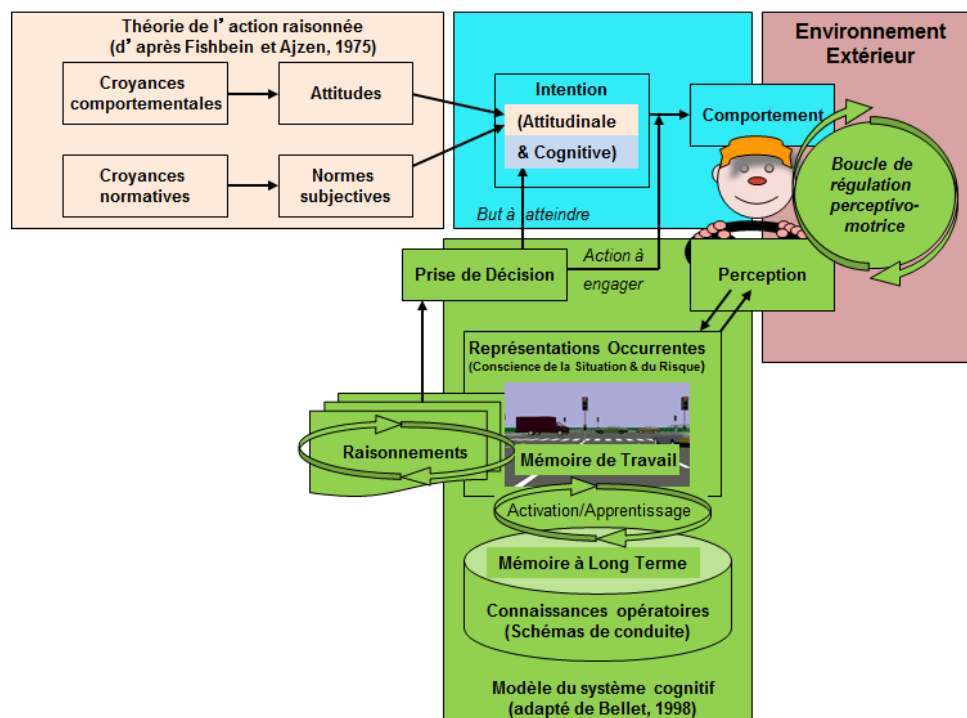 Théorie de l'action raisonnée
(d'après Fishbein et Ajzen, 1975)
Croyances
comportementales
Attitudes
Croyances
normatives
Normes
subjectives
Intention
(Attitudinale
& Cognitive)
Comportement
Environnement
Extérieur
Boucle de
régulation
perceptivo-
motrice
But à atteindre
Prise de Décision
Action à
engager
Perception
Représentations Occurrentes
(Conscience de la Situation & du Risque)
Raisonnements
Mémoire de Travail
Activation/Apprentissage
Mémoire à Long Terme
Connaissances opératoires
(Schémas de conduite)
Modèle du système cognitif
(adapté de Bellet, 1998)